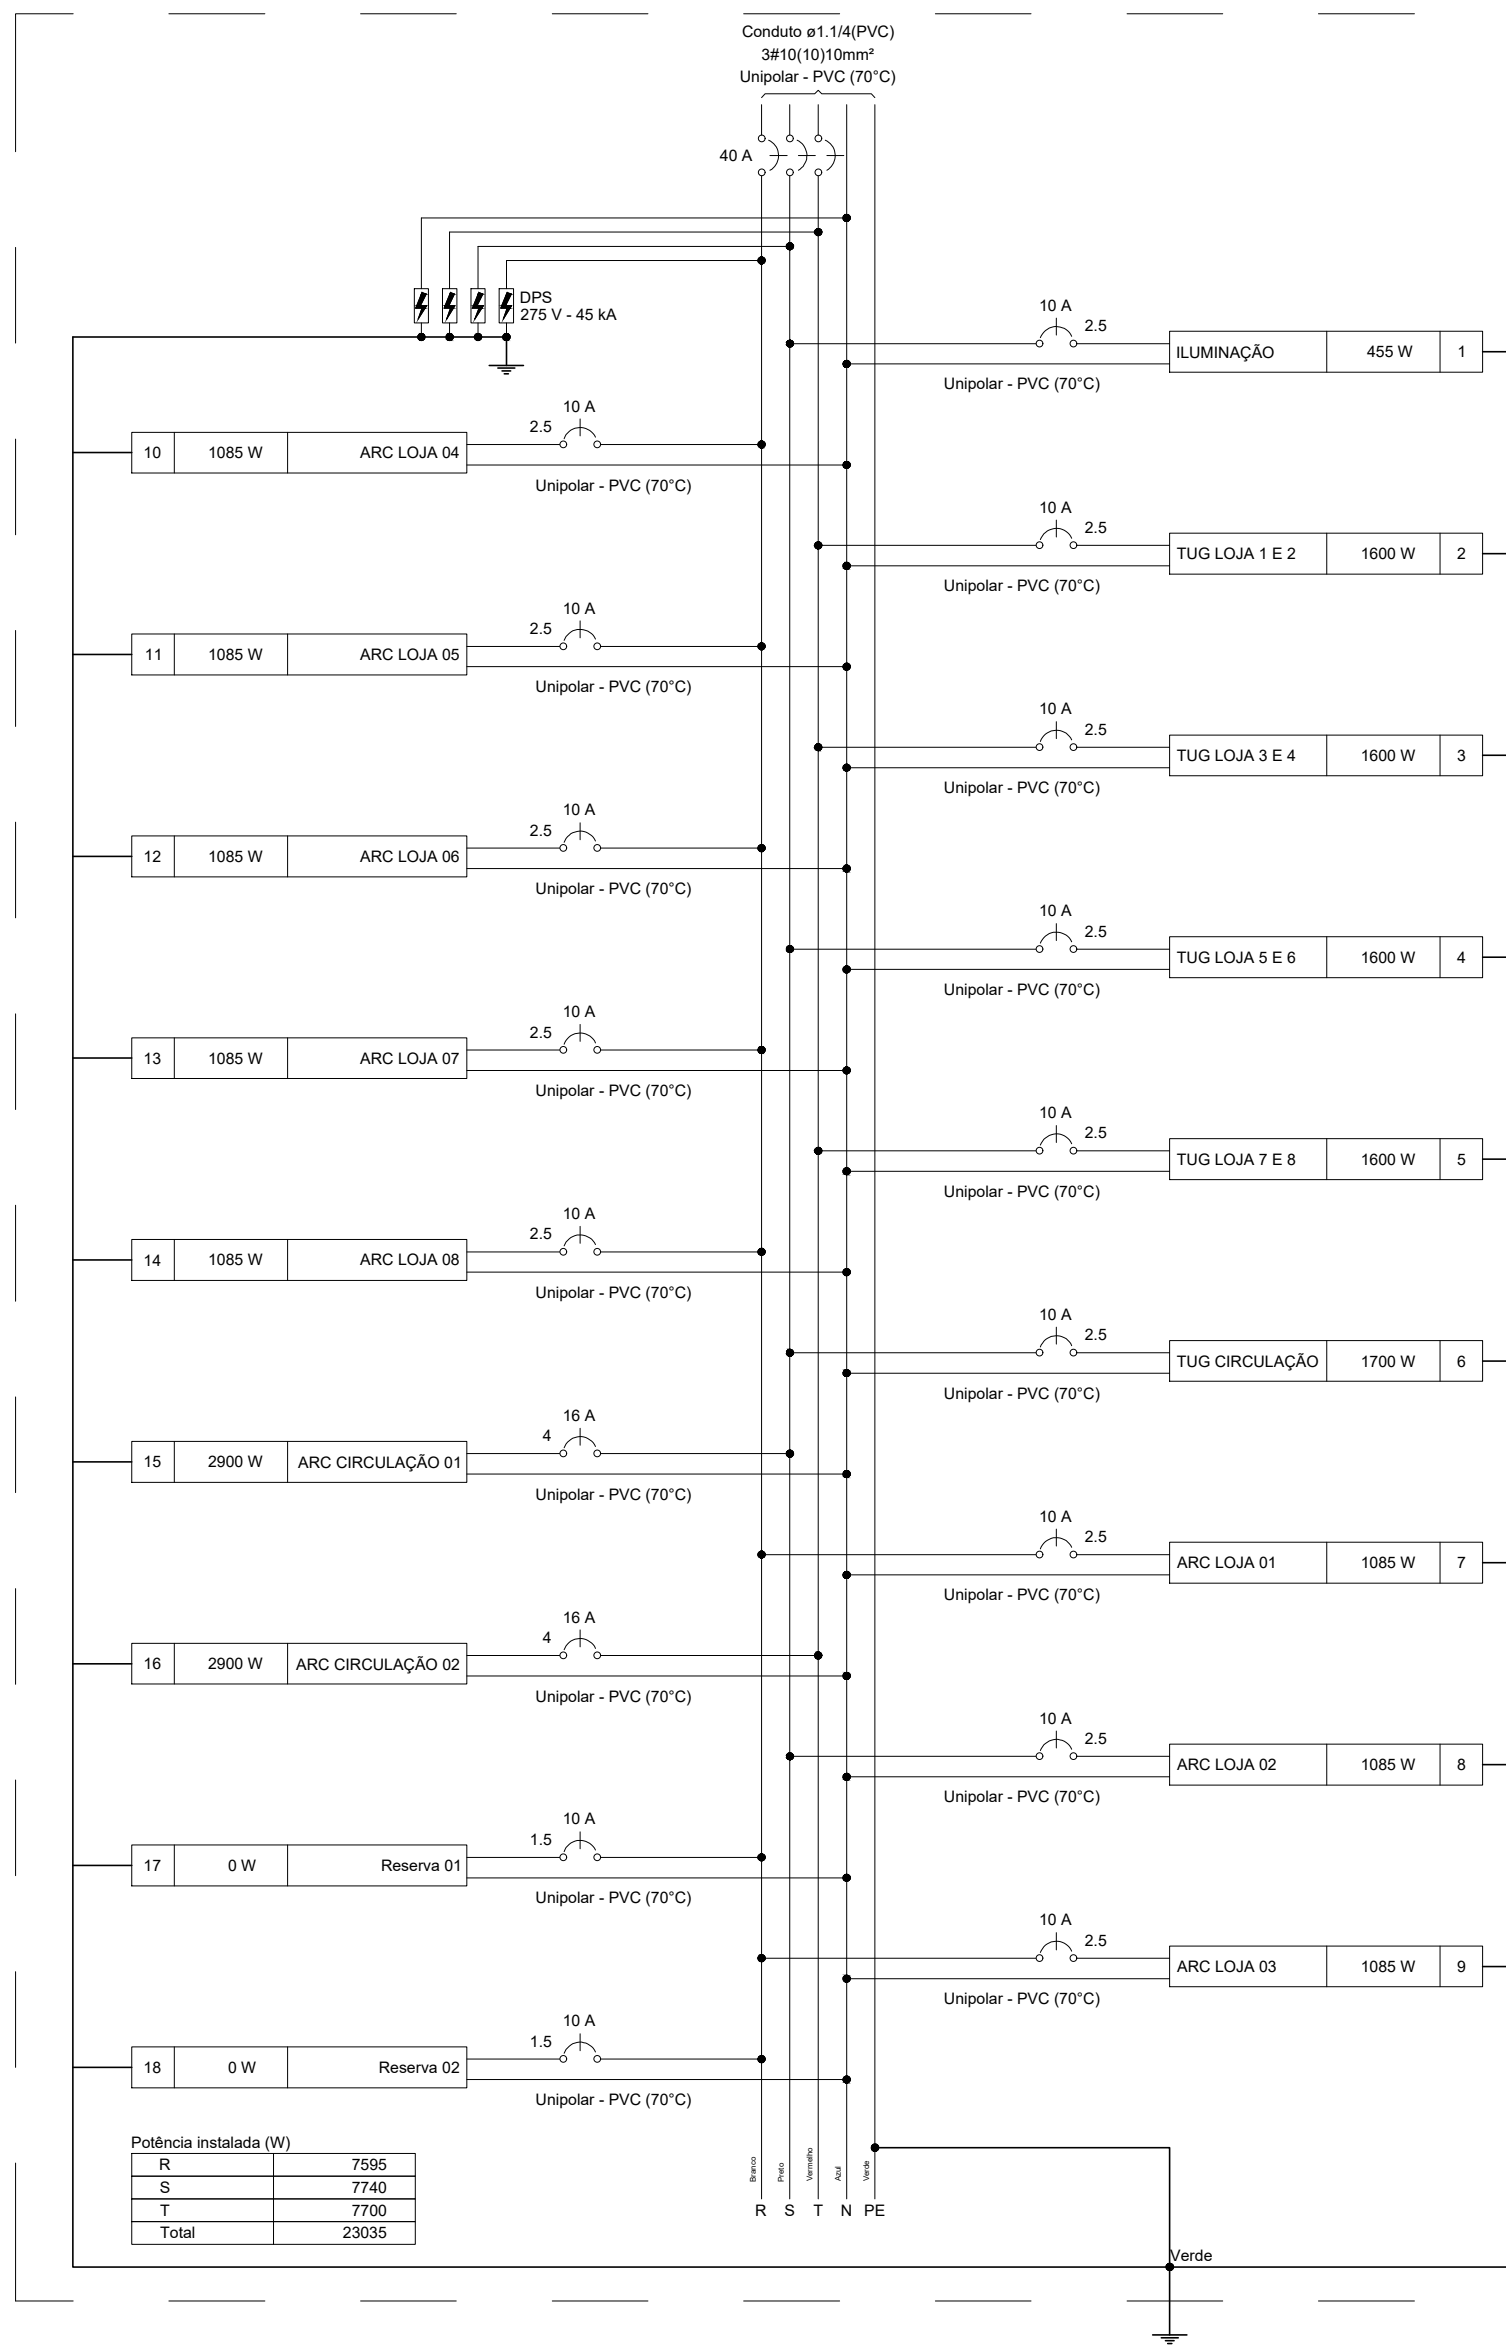 Conduto ø1.1/4(PVC)
3#10(10)10mm²
Unipolar - PVC (70°C)
40 A
DPS
275 V - 45 kA
10 A
2.5
ILUMINAÇÃO 455 W 1
Unipolar - PVC (70°C)
10 A
2.5
10 1085 W ARC LOJA 04
Unipolar - PVC (70°C)
10 A
2.5
TUG LOJA 1 E 2 1600 W 2
Unipolar - PVC (70°C)
10 A
2.5
11 1085 W ARC LOJA 05
Unipolar - PVC (70°C)
10 A
2.5
TUG LOJA 3 E 4 1600 W 3
Unipolar - PVC (70°C)
10 A
2.5
12 1085 W ARC LOJA 06
Unipolar - PVC (70°C)
10 A
2.5
TUG LOJA 5 E 6 1600 W 4
Unipolar - PVC (70°C)
10 A
2.5
13 1085 W ARC LOJA 07
Unipolar - PVC (70°C)
10 A
2.5
TUG LOJA 7 E 8 1600 W 5
Unipolar - PVC (70°C)
10 A
2.5
14 1085 W ARC LOJA 08
Unipolar - PVC (70°C)
10 A
2.5
TUG CIRCULAÇÃO 1700 W 6
Unipolar - PVC (70°C)
16 A
4
15 2900 W ARC CIRCULAÇÃO 01
Unipolar - PVC (70°C)
10 A
2.5
ARC LOJA 01 1085 W 7
Unipolar - PVC (70°C)
16 A
4
16 2900 W ARC CIRCULAÇÃO 02
Unipolar - PVC (70°C)
10 A
2.5
ARC LOJA 02 1085 W 8
Unipolar - PVC (70°C)
10 A
1.5
17 0 W Reserva 01
Unipolar - PVC (70°C)
10 A
2.5
ARC LOJA 03 1085 W 9
Unipolar - PVC (70°C)
10 A
1.5
18 0 W Reserva 02
Unipolar - PVC (70°C)
Potência instalada (W)
R 7595
S 7740
T 7700
Total 23035
Branco
Preto
Vermelho
Azul
Verde
R S T N PE
Verde